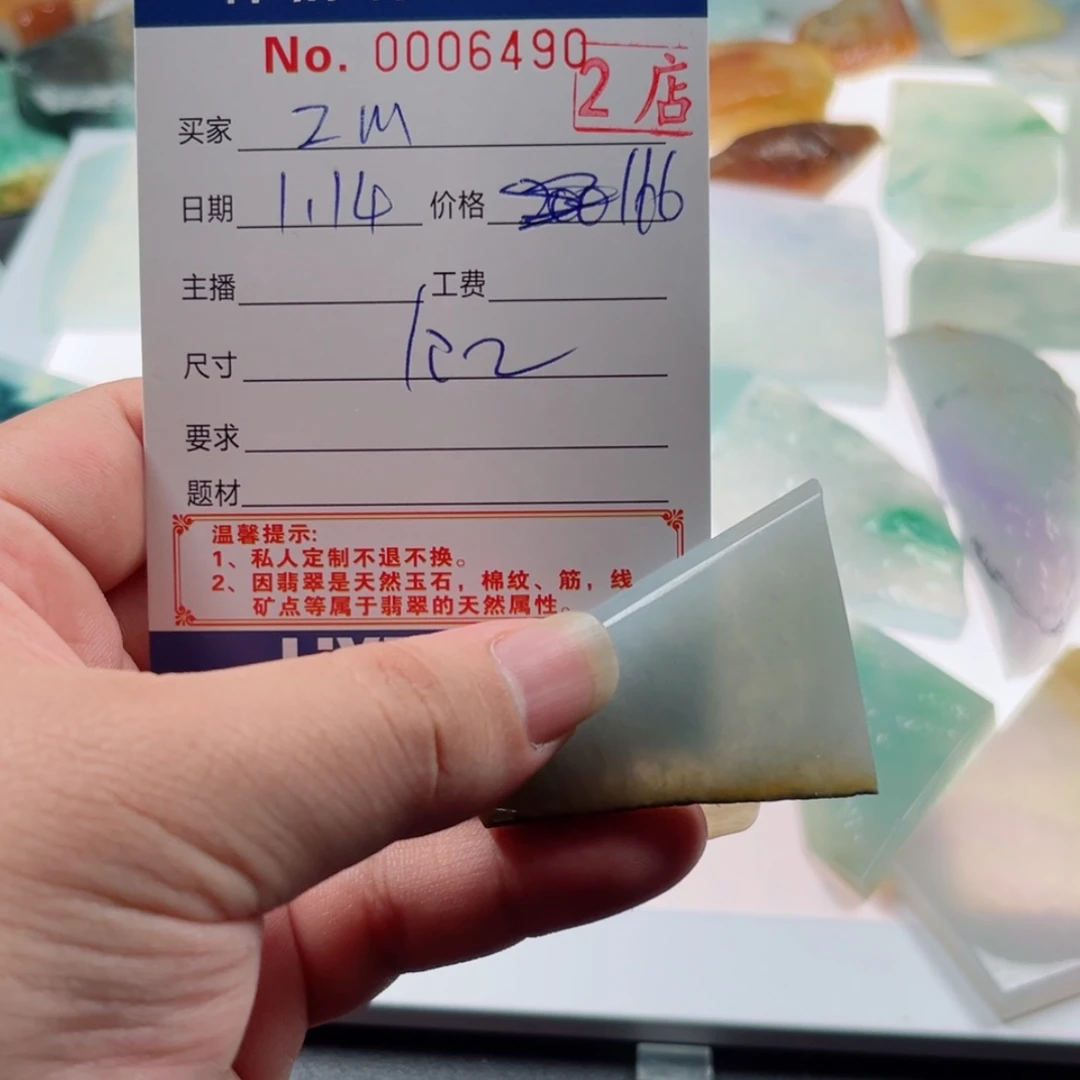 No. 0006490
2店
买家 ZM
日期 1.14 价格 166
主播 工费
尺寸
要求
题材
温馨提示:
1、私人定制不退不换。
2、因翡翠是天然玉石，棉纹、筋，线
矿点等属于翡翠的天然属性。